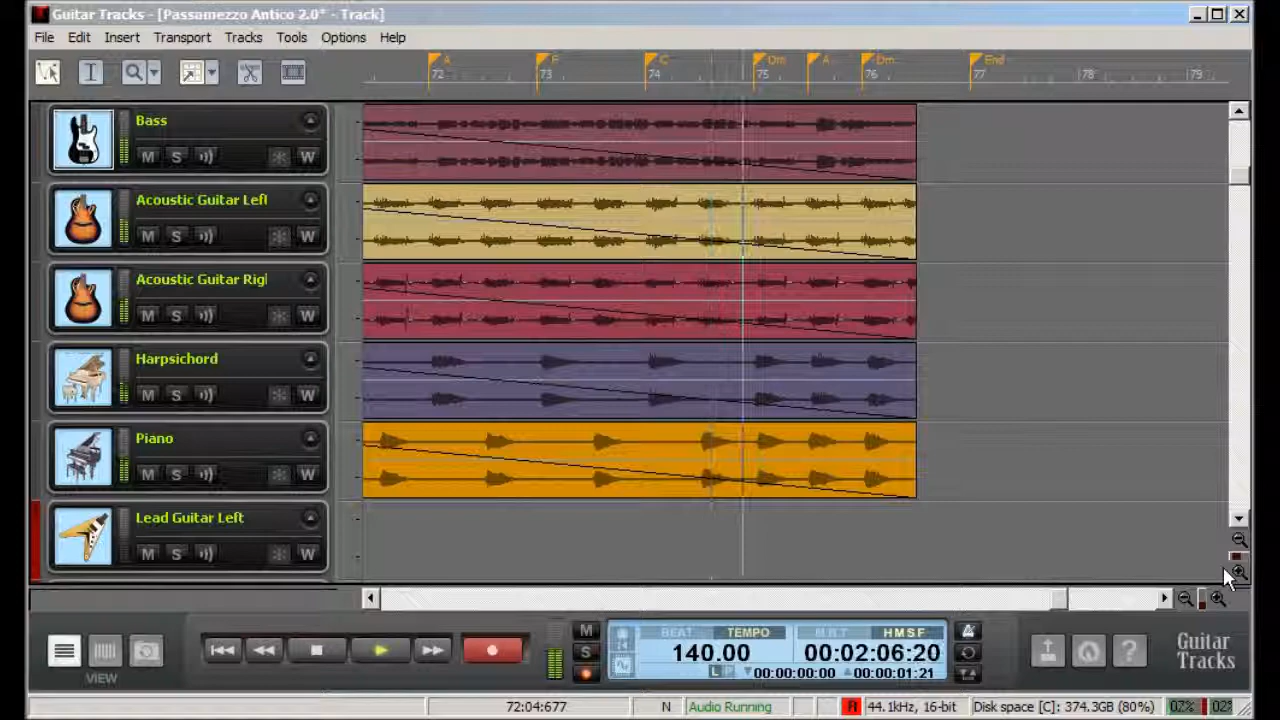 Guitar Tracks - [Passamezzo Antico 2.0* - Track]
File Edit Insert Transport Tracks Tools Options Help
A E C Dm A Dm End
72 73 74 75 76 77 78 79
Bass
M S W
Acoustic Guitar Left
M S W
Acoustic Guitar Rig
M S W
Harpsichord
M S W
Piano
M S W
Lead Guitar Left
M S W
M
S
BEAT TEMPO M.B.T HMSF
140.00 00:02:06:20
L P 00:00:00:00 00:00:01:21
VIEW
Guitar
Tracks
72:04:677 N Audio Running R 44.1kHz, 16-bit Disk space [C]: 374.3GB (80%)